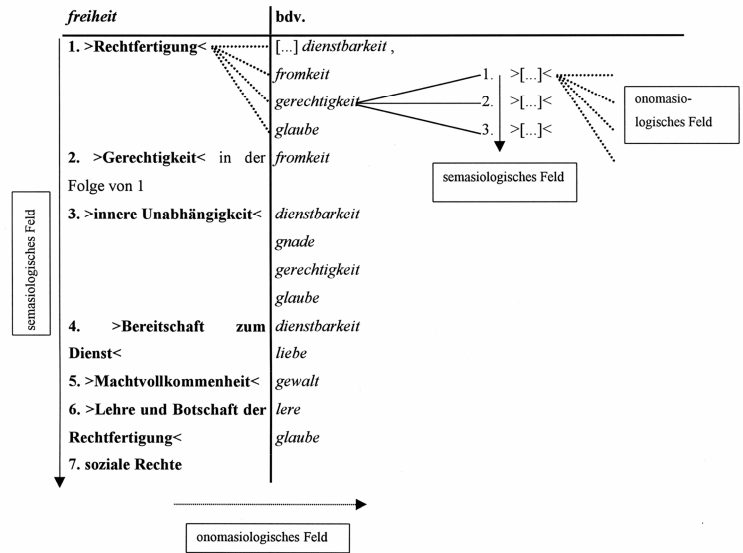 freiheit bdv.
1. >Rechtfertigung< [...] dienstbarkeit ,
fromkeit 1. >[...]<
gerechtigkeit 2. >[...]<
glaube 3. >[...]<
onomasio-
logisches Feld
2. >Gerechtigkeit< in der fromkeit
Folge von 1
semasiologisches Feld
3. >innere Unabhängigkeit< dienstbarkeit
gnade
gerechtigkeit
glaube
semasiologisches Feld
4. >Bereitschaft zum dienstbarkeit
Dienst< liebe
5. >Machtvollkommenheit< gewalt
6. >Lehre und Botschaft der lere
Rechtfertigung< glaube
7. soziale Rechte
onomasiologisches Feld